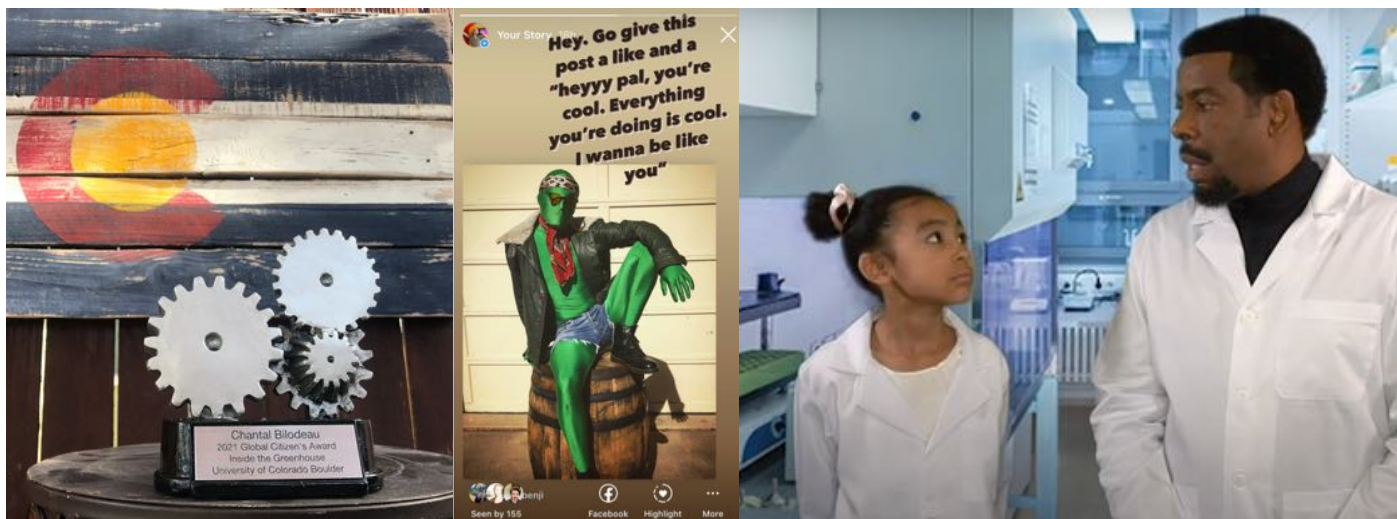 Chantal Bilodeau
2021 Global Citizen's Award
Inside the Greenhouse
University of Colorado Boulder
Your Story
Hey. Go give this
post a like and a
“heyyy pal, you’re
cool. Everything
you’re doing is cool.
I wanna be like
you”
benji
Seen by 155
Facebook
Highlight
More